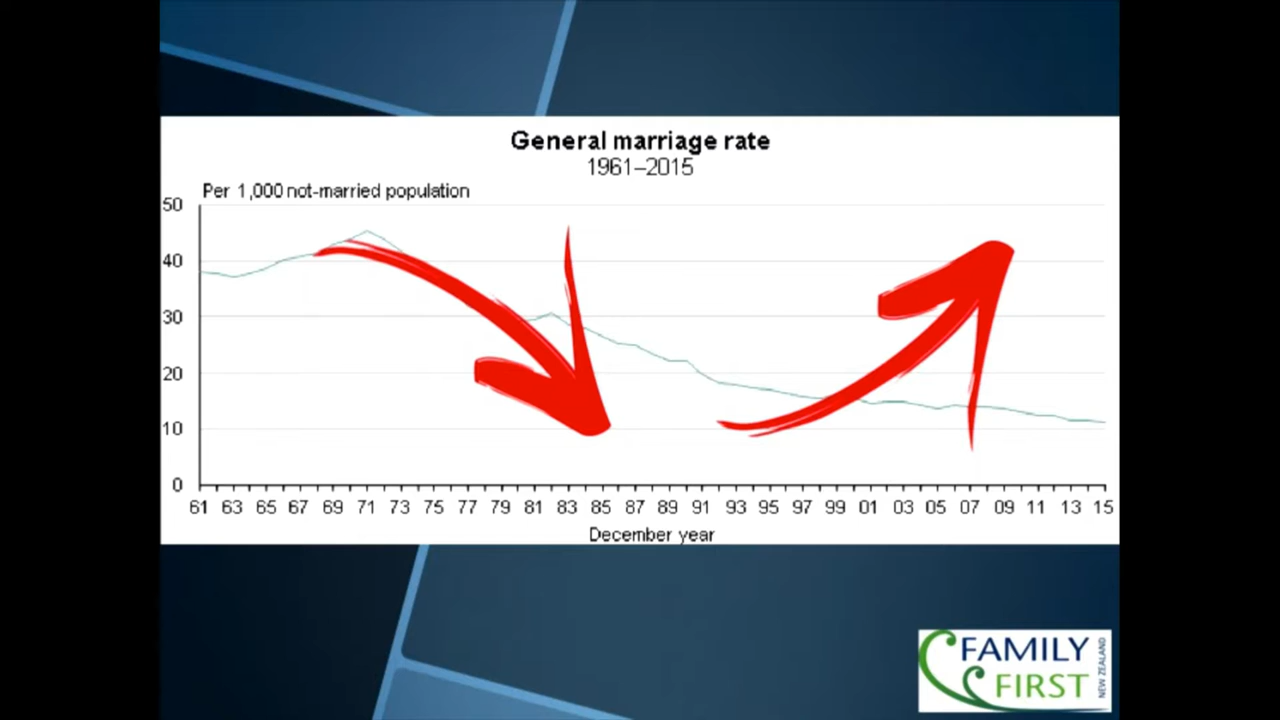 General marriage rate
1961–2015
Per 1,000 not-married population
50
40
30
20
10
0
61 63 65 67 69 71 73 75 77 79 81 83 85 87 89 91 93 95 97 99 01 03 05 07 09 11 13 15
December year
FAMILY
FIRST
NEW ZEALAND